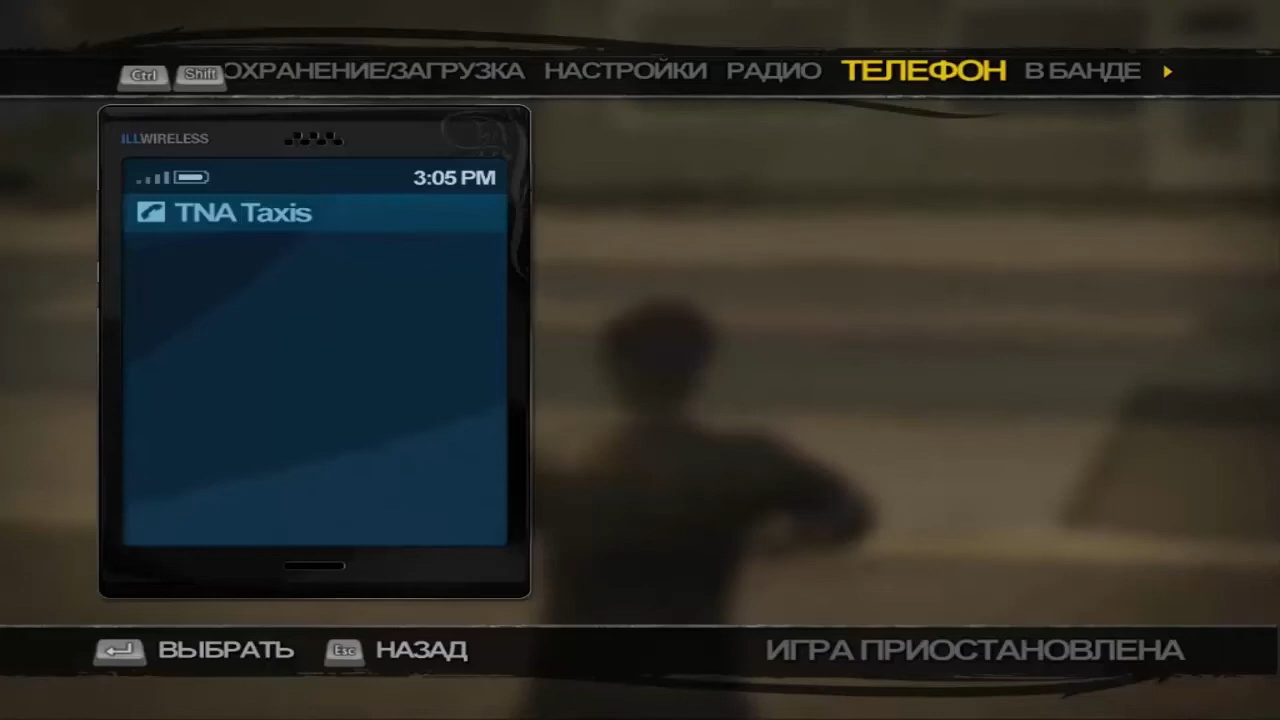 Ctrl Shift ОХРАНЕНИЕ/ЗАГРУЗКА НАСТРОЙКИ РАДИО ТЕЛЕФОН В БАНДЕ
ILLWIRELESS
3:05 PM
TNA Taxis
ВЫБРАТЬ Esc НАЗАД ИГРА ПРИОСТАНОВЛЕНА